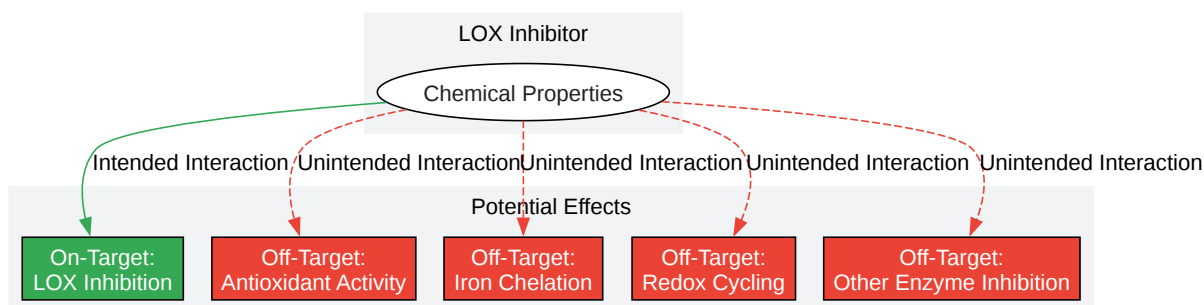 LOX Inhibitor
Chemical Properties
Intended Interaction
Unintended Interaction
Unintended Interaction
Unintended Interaction
Unintended Interaction
Potential Effects
On-Target:
LOX Inhibition
Off-Target:
Antioxidant Activity
Off-Target:
Iron Chelation
Off-Target:
Redox Cycling
Off-Target:
Other Enzyme Inhibition